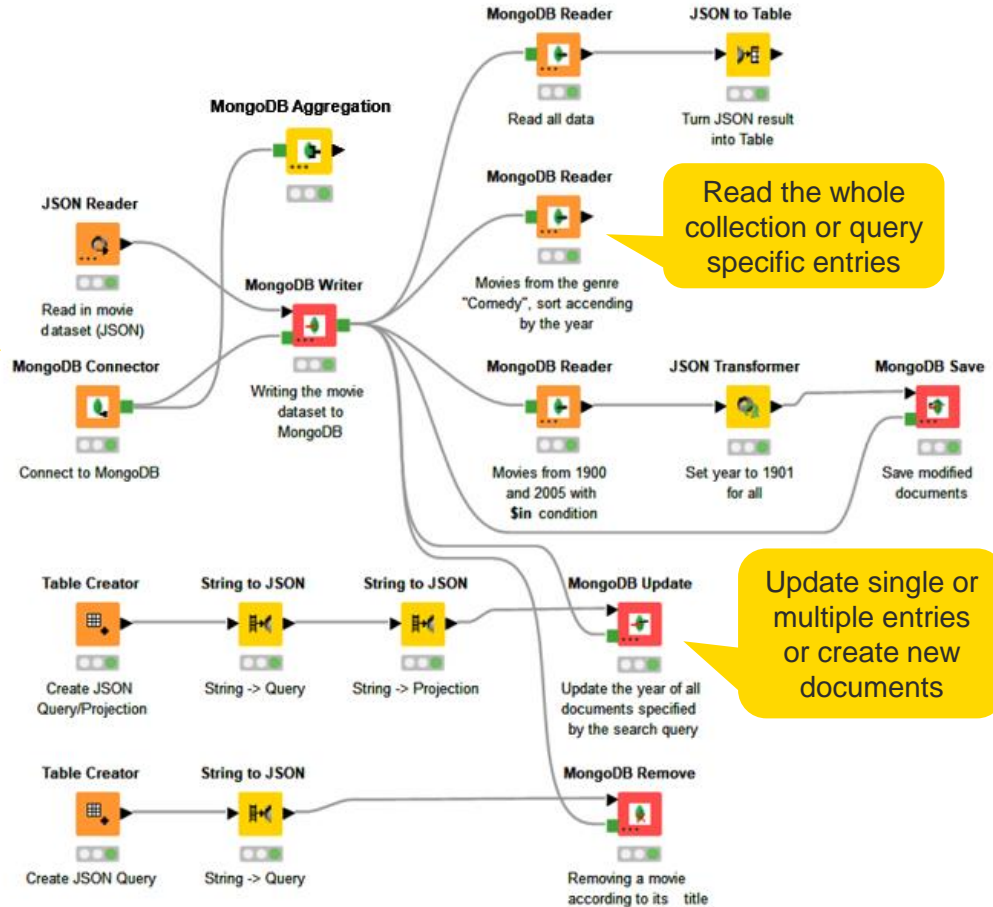 MongoDB Reader
JSON to Table
Read all data
Turn JSON result
into Table
MongoDB Aggregation
MongoDB Reader
Read the whole
collection or query
specific entries
JSON Reader
Read in movie
dataset (JSON)
MongoDB Writer
Writing the movie
dataset to
MongoDB
Movies from the genre
"Comedy", sort accending
by the year
MongoDB Connector
Connect to MongoDB
MongoDB Reader
Movies from 1900
and 2005 with
$in condition
JSON Transformer
Set year to 1901
for all
MongoDB Save
Save modified
documents
Table Creator
Create JSON
Query/Projection
String to JSON
String -> Query
String to JSON
String -> Projection
MongoDB Update
Update the year of all
documents specified
by the search query
Update single or
multiple entries
or create new
documents
Table Creator
Create JSON Query
String to JSON
String -> Query
MongoDB Remove
Removing a movie
according to its title